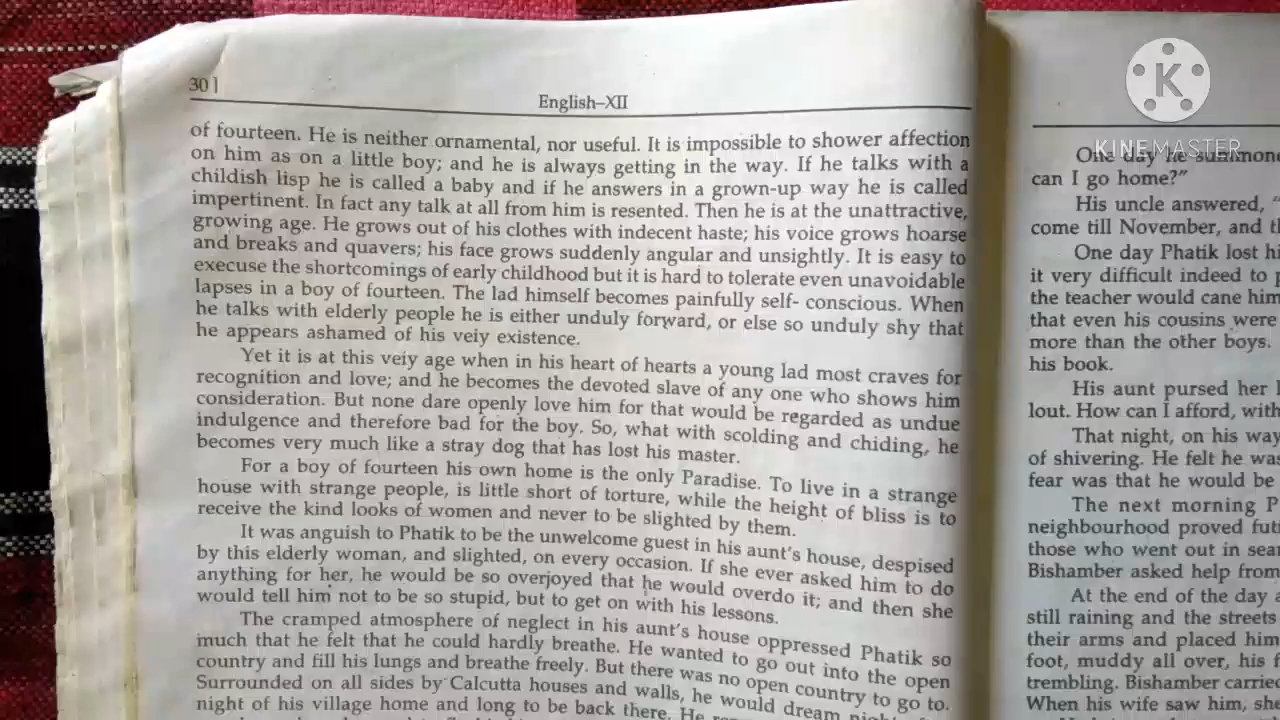 30]
English–XII
of fourteen. He is neither ornamental, nor useful. It is impossible to shower affection
on him as on a little boy; and he is always getting in the way. If he talks with a
childish lisp he is called a baby and if he answers in a grown-up way he is called
impertinent. In fact any talk at all from him is resented. Then he is at the unattractive,
growing age. He grows out of his clothes with indecent haste; his voice grows hoarse
and breaks and quavers; his face grows suddenly angular and unsightly. It is easy to
execuse the shortcomings of early childhood but it is hard to tolerate even unavoidable
lapses in a boy of fourteen. The lad himself becomes painfully self- conscious. When
he talks with elderly people he is either unduly forward, or else so unduly shy that
he appears ashamed of his veiy existence.
Yet it is at this veiy age when in his heart of hearts a young lad most craves for
recognition and love; and he becomes the devoted slave of any one who shows him
consideration. But none dare openly love him for that would be regarded as undue
indulgence and therefore bad for the boy. So, what with scolding and chiding, he
becomes very much like a stray dog that has lost his master.
For a boy of fourteen his own home is the only Paradise. To live in a strange
house with strange people, is little short of torture, while the height of bliss is to
receive the kind looks of women and never to be slighted by them.
It was anguish to Phatik to be the unwelcome guest in his aunt's house, despised
by this elderly woman, and slighted, on every occasion. If she ever asked him to do
anything for her, he would be so overjoyed that he would overdo it; and then she
would tell him not to be so stupid, but to get on with his lessons.
The cramped atmosphere of neglect in his aunt's house oppressed Phatik so
much that he felt that he could hardly breathe. He wanted to go out into the open
country and fill his lungs and breathe freely. But there was no open country to go to.
Surrounded on all sides by Calcutta houses and walls, he would dream
night of his village home and long to be back there. He
K
KINEMASTER
One day he
can I go home?"
His uncle answered,
come till November, and
One day Phatik lost
it very difficult indeed to
the teacher would cane him
that even his cousins were
more than the other boys.
his book.
His aunt pursed her
lout. How can I afford,
That night, on his way
of shivering. He felt he
fear was that he would be
The next morning
neighbourhood proved
those who went out in
Bishamber asked help from
At the end of the day
still raining and the streets
their arms and placed him
foot, muddy all over, his
trembling. Bishamber
When his wife saw him,